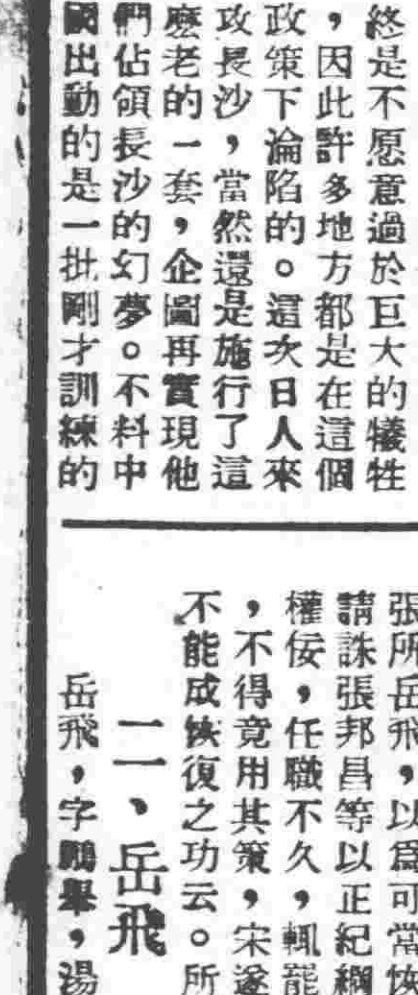 終是不愿意過於巨大的犧牲
，因此許多地方都是在這個
政策下淪陷的。這次日人來
攻長沙，當然還是施行了這
麽老的一套，企圖再實現他
們佔領長沙的幻夢。不料中
國出動的是一批剛才訓練的
張所岳飛，以爲可當恢
請誅張邦昌等以正紀綱
權佞，任職不久，輒罷
，不得竟用其策，宋遂
不能成恢復之功云。所
二、岳飛
岳飛，字鵬舉，湯